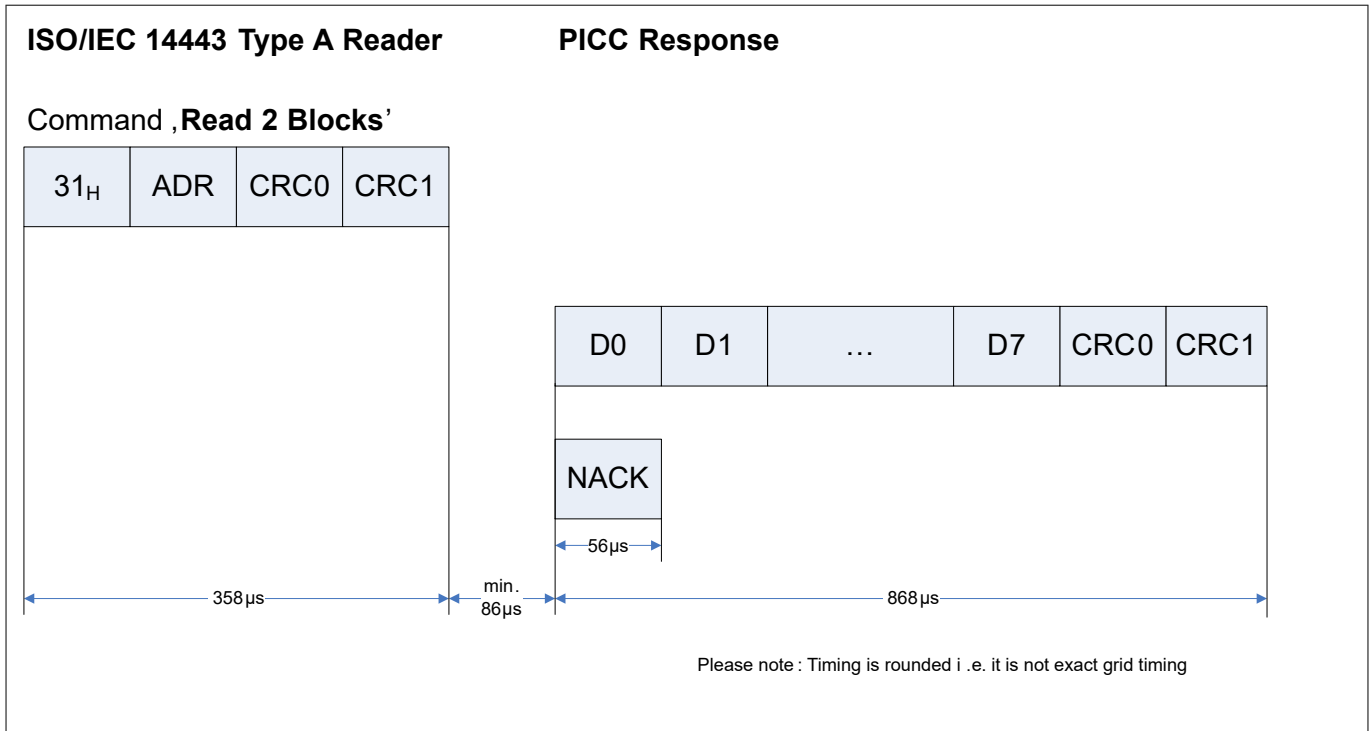 ISO/IEC 14443 Type A Reader
PICC Response
Command ‚Read 2 Blocks’
31H ADR CRC0 CRC1
D0 D1 … D7 CRC0 CRC1
NACK
56µs
358µs
min.
86µs
868µs
Please note : Timing is rounded i .e. it is not exact grid timing